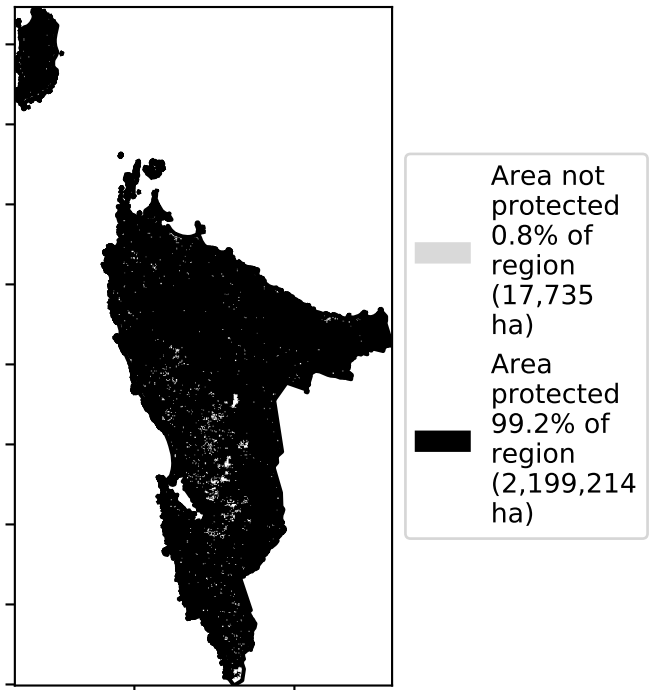 Area not
protected
0.8% of
region
(17,735
ha)
Area
protected
99.2% of
region
(2,199,214
ha)